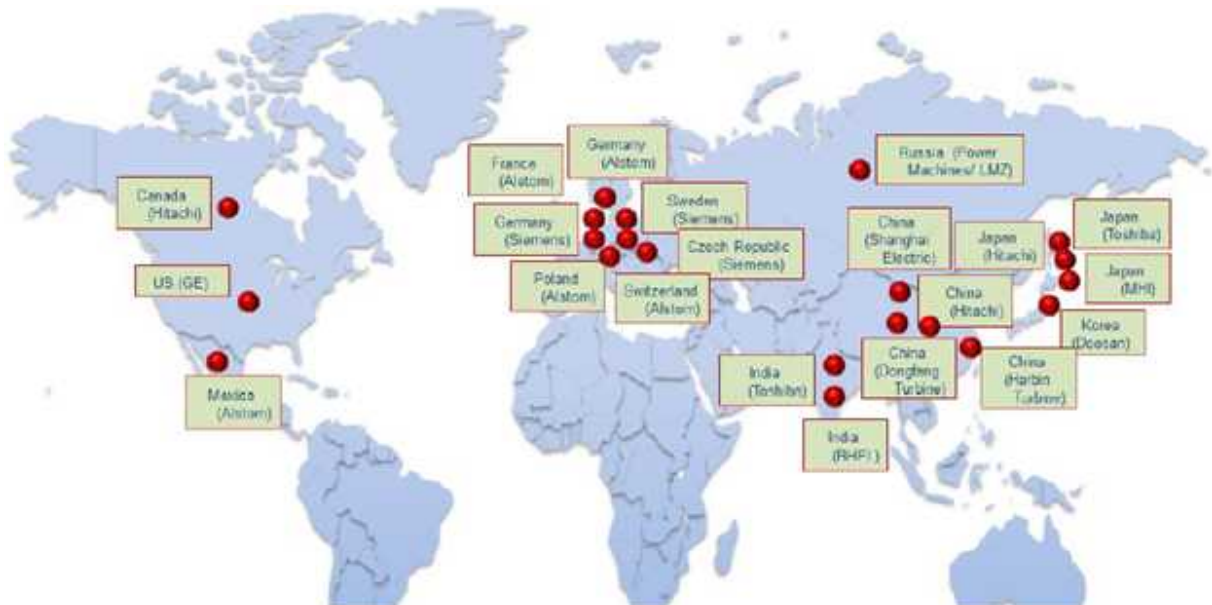 Germany
(Alstom)
France
(Alstom)
Russia (Power
Machines/ LMZ)
Canada
(Hitachi)
Sweden
(Siemens)
Germany
(Siemens)
China
(Shanghai
Electric)
Japan
(Hitachi)
Japan
(Toshiba)
Czech Republic
(Siemens)
US (GE)
Poland
(Alstom)
Switzerland
(Alstom)
China
(Hitachi)
Japan
(MHI)
Korea
(Doosan)
India
(Toshiba)
China
(Dongfang
Turbine)
China
(Harbin
Turbine)
Mexico
(Alstom)
India